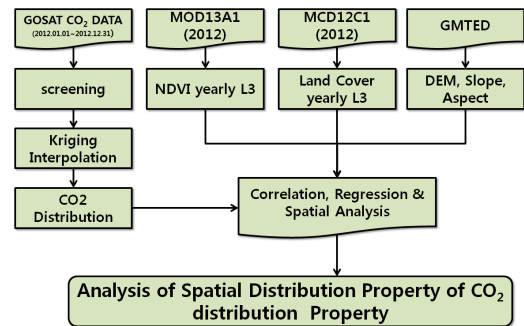 GOSAT CO₂ DATA
(2012.01.01~2012.12.31)
MOD13A1
(2012)
MCD12C1
(2012)
GMTED
screening
NDVI yearly L3
Land Cover
yearly L3
DEM, Slope,
Aspect
Kriging
Interpolation
CO2
Distribution
Correlation, Regression &
Spatial Analysis
Analysis of Spatial Distribution Property of CO₂
distribution Property